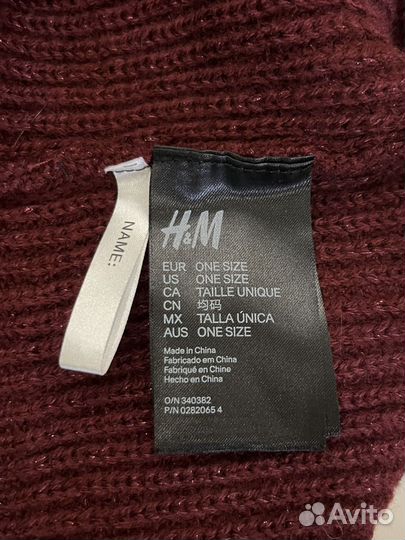 NAME:
H&M
EUR ONE SIZE
US ONE SIZE
CA TAILLE UNIQUE
CN 均码
MX TALLA ÚNICA
AUS ONE SIZE
Made in China
Fabricado em China
Fabriqué en Chine
Hecho en China
O/N 340382
P/N 0282065 4
Avito